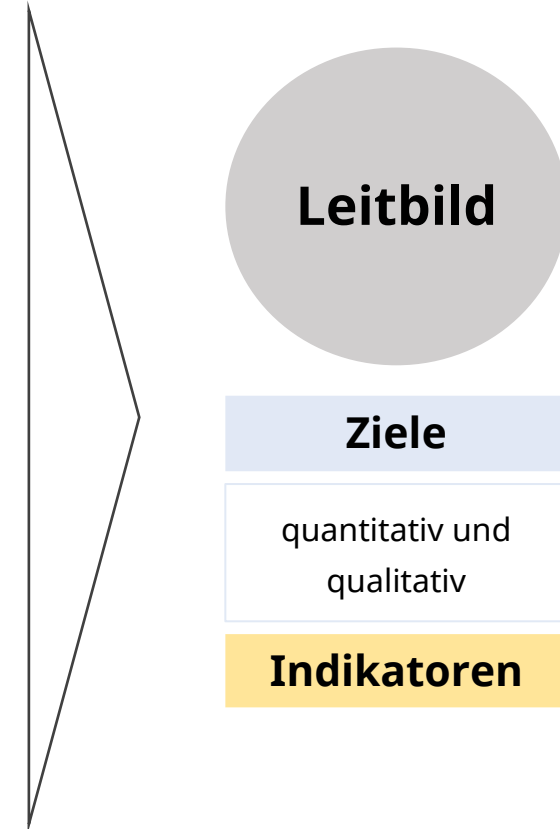 Leitbild
Ziele
quantitativ und
qualitativ
Indikatoren